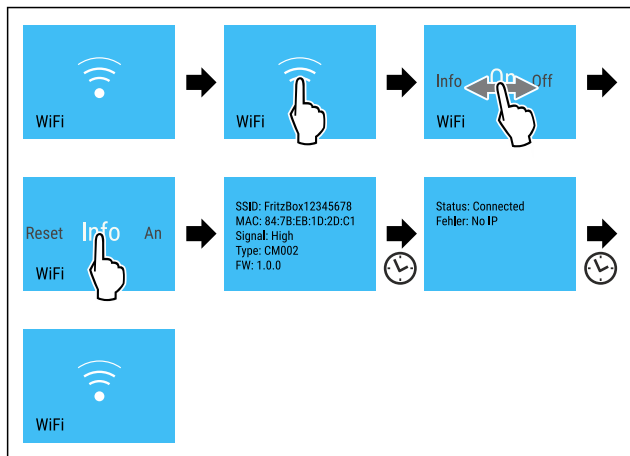 WiFi
WiFi
Info On Off
WiFi
Reset Info An
WiFi
SSID: FritzBox12345678
MAC: 84:7B:EB:1D:2D:C1
Signal: High
Type: CM002
FW: 1.0.0
Status: Connected
Fehler: No IP
WiFi